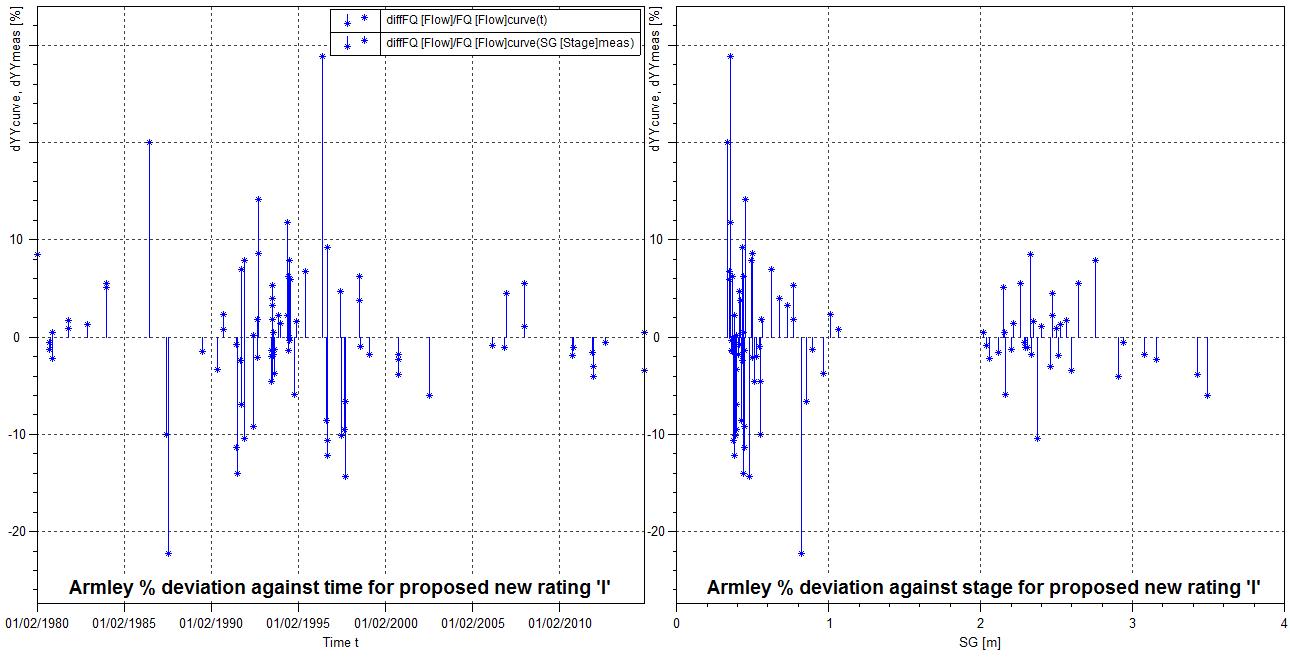 dYYcurve, dYYmeas [%]
diffFQ [Flow]/FQ [Flow]curve(t)
diffFQ [Flow]/FQ [Flow]curve(SG [Stage]meas)
10
0
-10
-20
Armley % deviation against time for proposed new rating 'I'
01/02/1980 01/02/1985 01/02/1990 01/02/1995 01/02/2000 01/02/2005 01/02/2010
Time t
dYYcurve, dYYmeas [%]
10
0
-10
-20
Armley % deviation against stage for proposed new rating 'I'
0 1 2 3 4
SG [m]